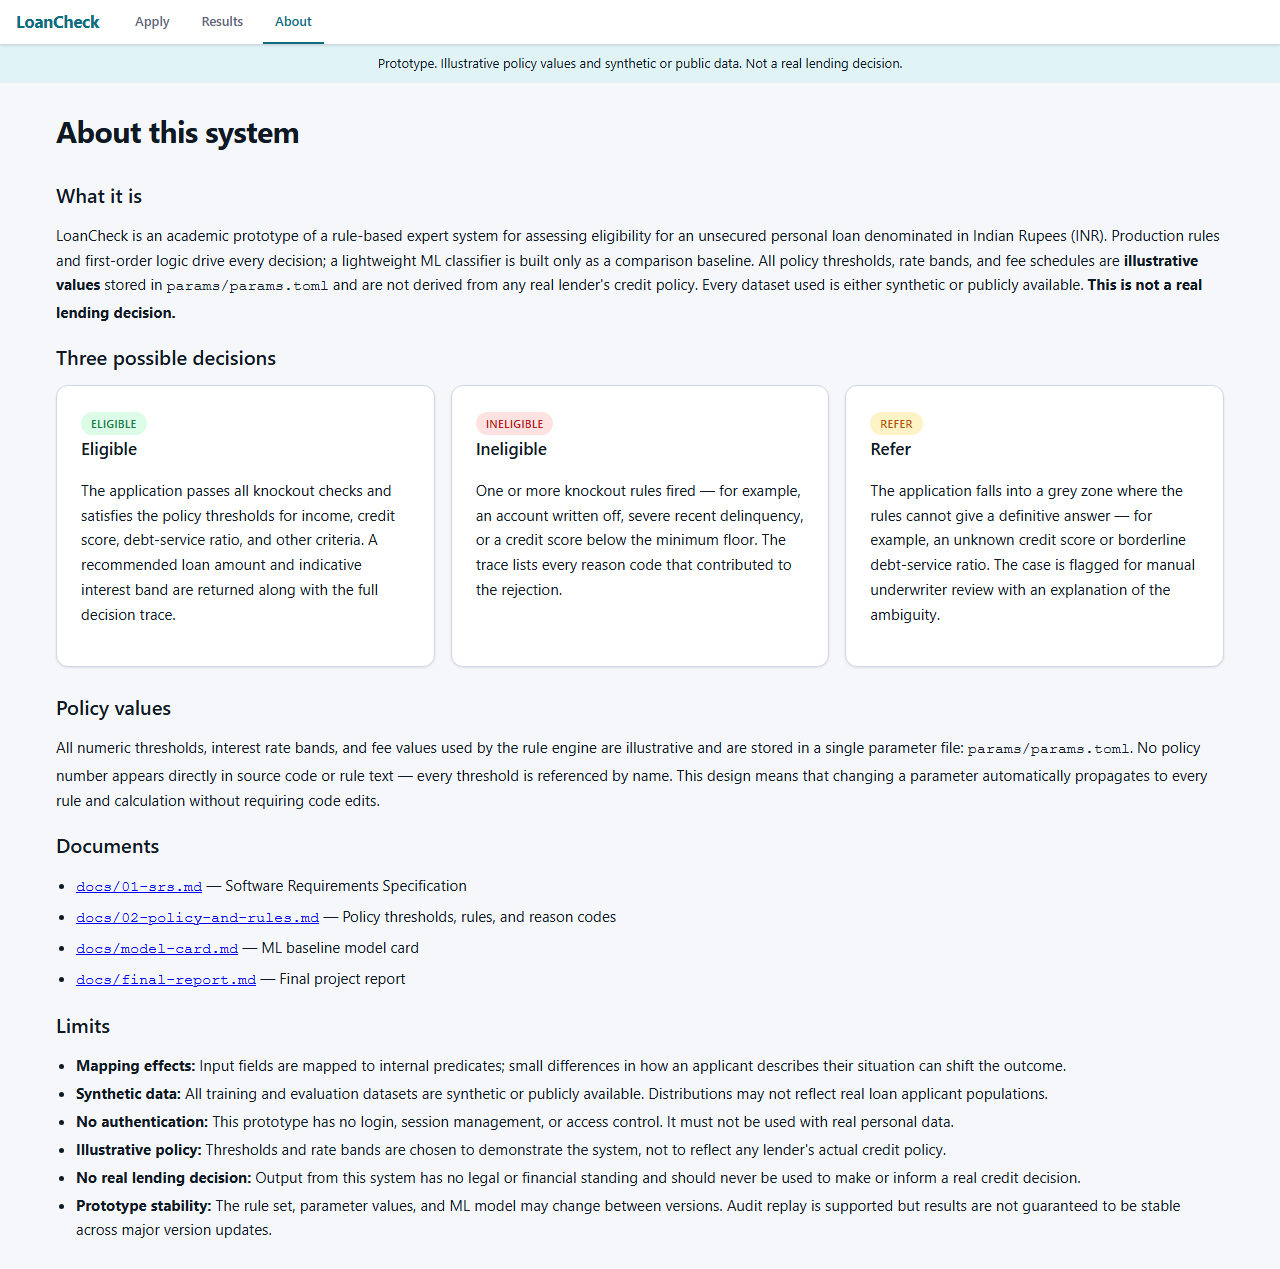 LoanCheck Apply Results About
Prototype. Illustrative policy values and synthetic or public data. Not a real lending decision.
About this system
What it is
LoanCheck is an academic prototype of a rule-based expert system for assessing eligibility for an unsecured personal loan denominated in Indian Rupees (INR). Production rules
and first-order logic drive every decision; a lightweight ML classifier is built only as a comparison baseline. All policy thresholds, rate bands, and fee schedules are illustrative
values stored in params/params.toml and are not derived from any real lender's credit policy. Every dataset used is either synthetic or publicly available. This is not a real
lending decision.
Three possible decisions
ELIGIBLE
Eligible
The application passes all knockout checks and
satisfies the policy thresholds for income, credit
score, debt-service ratio, and other criteria. A
recommended loan amount and indicative
interest band are returned along with the full
decision trace.
INELIGIBLE
Ineligible
One or more knockout rules fired — for example,
an account written off, severe recent delinquency,
or a credit score below the minimum floor. The
trace lists every reason code that contributed to
the rejection.
REFER
Refer
The application falls into a grey zone where the
rules cannot give a definitive answer — for
example, an unknown credit score or borderline
debt-service ratio. The case is flagged for manual
underwriter review with an explanation of the
ambiguity.
Policy values
All numeric thresholds, interest rate bands, and fee values used by the rule engine are illustrative and are stored in a single parameter file: params/params.toml. No policy
number appears directly in source code or rule text — every threshold is referenced by name. This design means that changing a parameter automatically propagates to every
rule and calculation without requiring code edits.
Documents
• docs/01-srs.md — Software Requirements Specification
• docs/02-policy-and-rules.md — Policy thresholds, rules, and reason codes
• docs/model-card.md — ML baseline model card
• docs/final-report.md — Final project report
Limits
• Mapping effects: Input fields are mapped to internal predicates; small differences in how an applicant describes their situation can shift the outcome.
• Synthetic data: All training and evaluation datasets are synthetic or publicly available. Distributions may not reflect real loan applicant populations.
• No authentication: This prototype has no login, session management, or access control. It must not be used with real personal data.
• Illustrative policy: Thresholds and rate bands are chosen to demonstrate the system, not to reflect any lender's actual credit policy.
• No real lending decision: Output from this system has no legal or financial standing and should never be used to make or inform a real credit decision.
• Prototype stability: The rule set, parameter values, and ML model may change between versions. Audit replay is supported but results are not guaranteed to be stable
across major version updates.